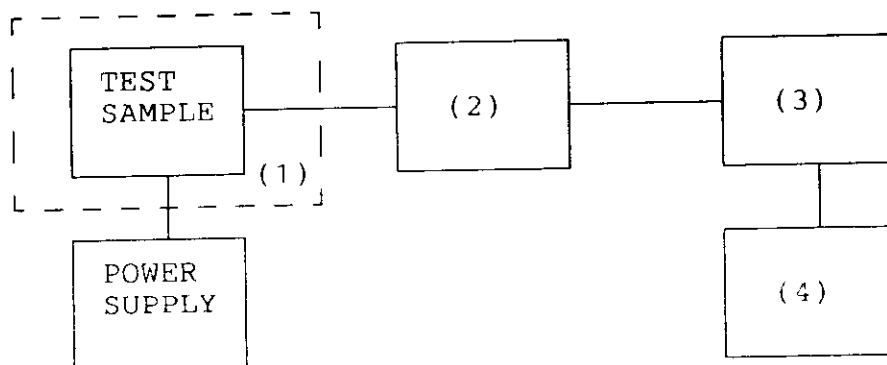 TEST
SAMPLE
(1)
(2)
(3)
POWER
SUPPLY
(4)